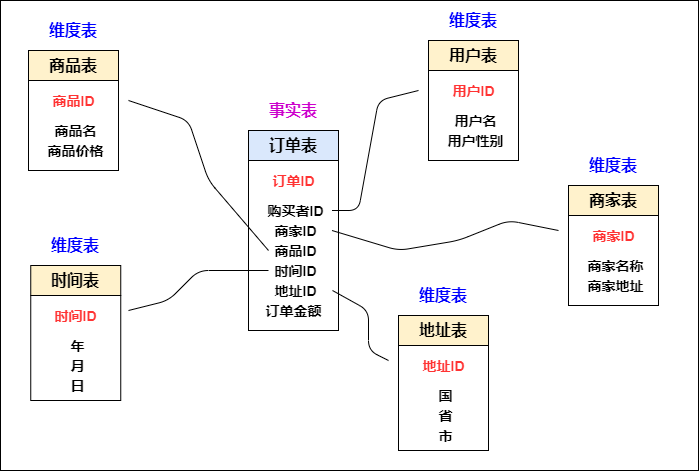 维度表
商品表
商品ID
商品名
商品价格
维度表
用户表
用户ID
用户名
用户性别
事实表
订单表
订单ID
购买者ID
商家ID
商品ID
时间ID
地址ID
订单金额
维度表
商家表
商家ID
商家名称
商家地址
维度表
时间表
时间ID
年
月
日
维度表
地址表
地址ID
国
省
市